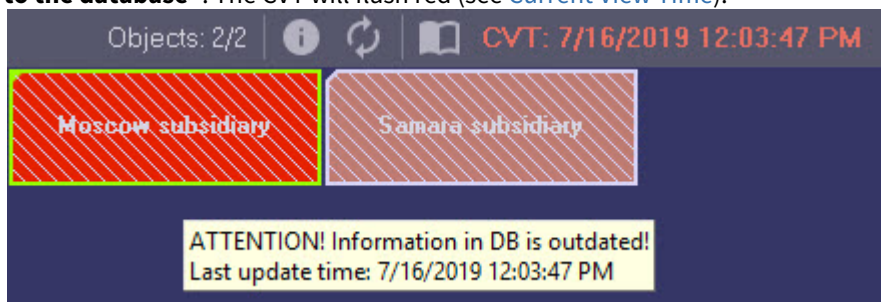 to the database". The CVT will flash red (see Current View Time).
Objects: 2/2 CVT: 7/16/2019 12:03:47 PM
Moscow subsidiary Samara subsidiary
ATTENTION! Information in DB is outdated!
Last update time: 7/16/2019 12:03:47 PM